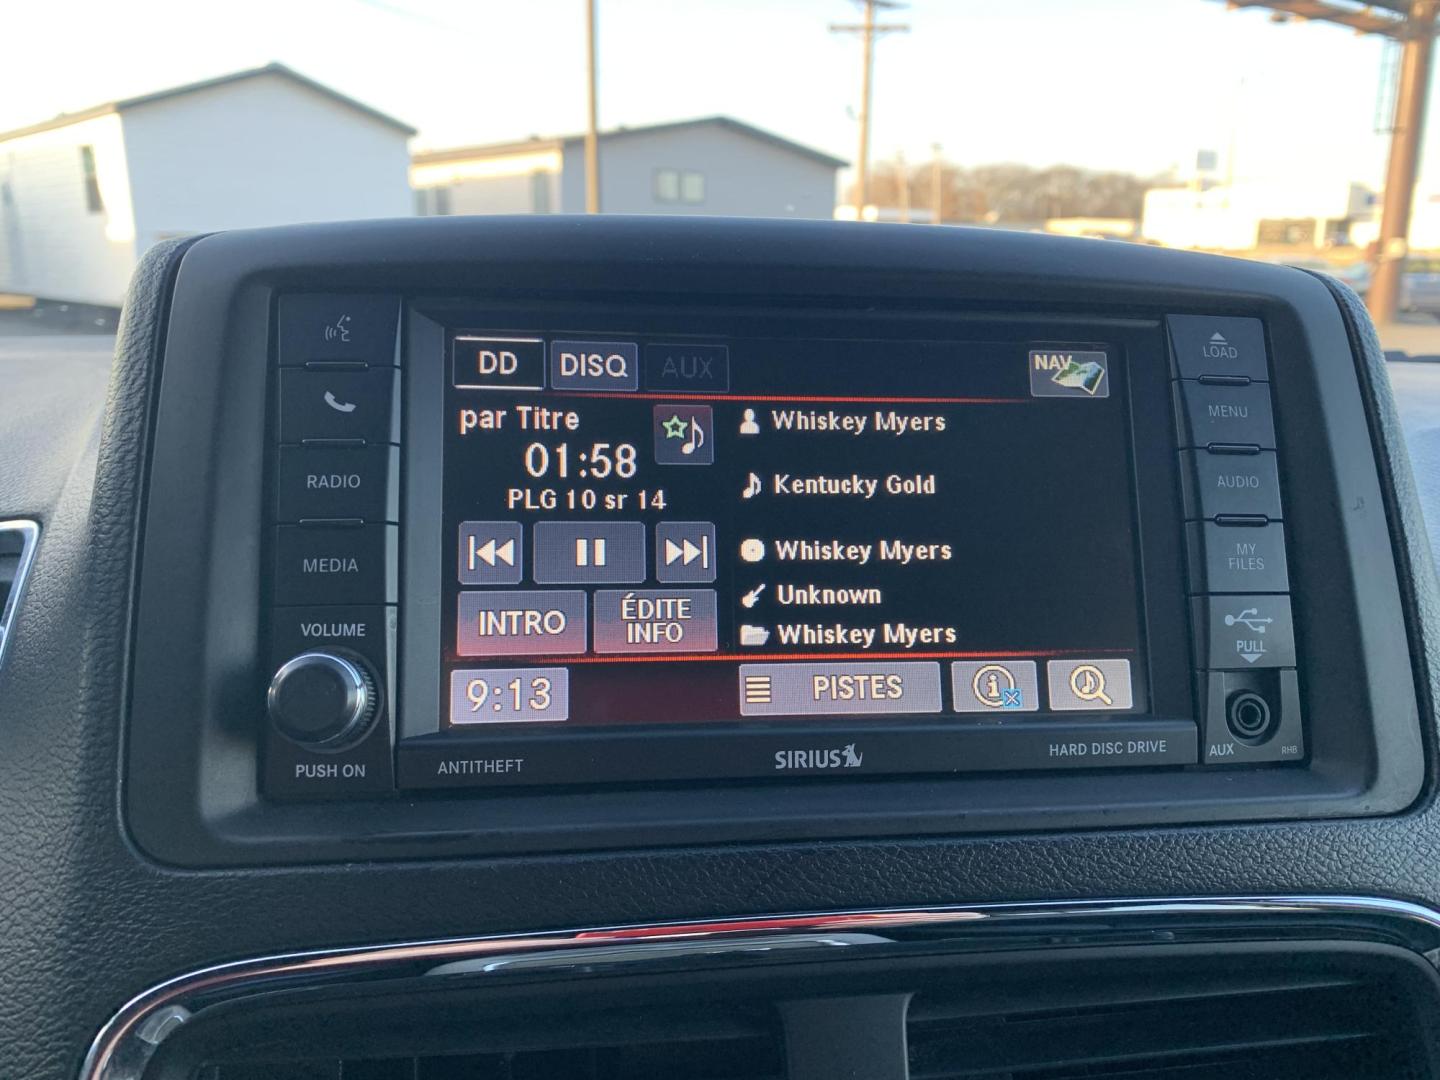 LOAD
MENU
AUDIO
MY
FILES
PULL
AUX
RHB
RADIO
MEDIA
VOLUME
PUSH ON
DD DISQ AUX
NAV
par Titre
01:58
PLG 10 sr 14
INTRO
ÉDITE
INFO
Whiskey Myers
Kentucky Gold
Whiskey Myers
Unknown
Whiskey Myers
9:13
PISTES
i
ANTITHEFT
SIRIUS
HARD DISC DRIVE